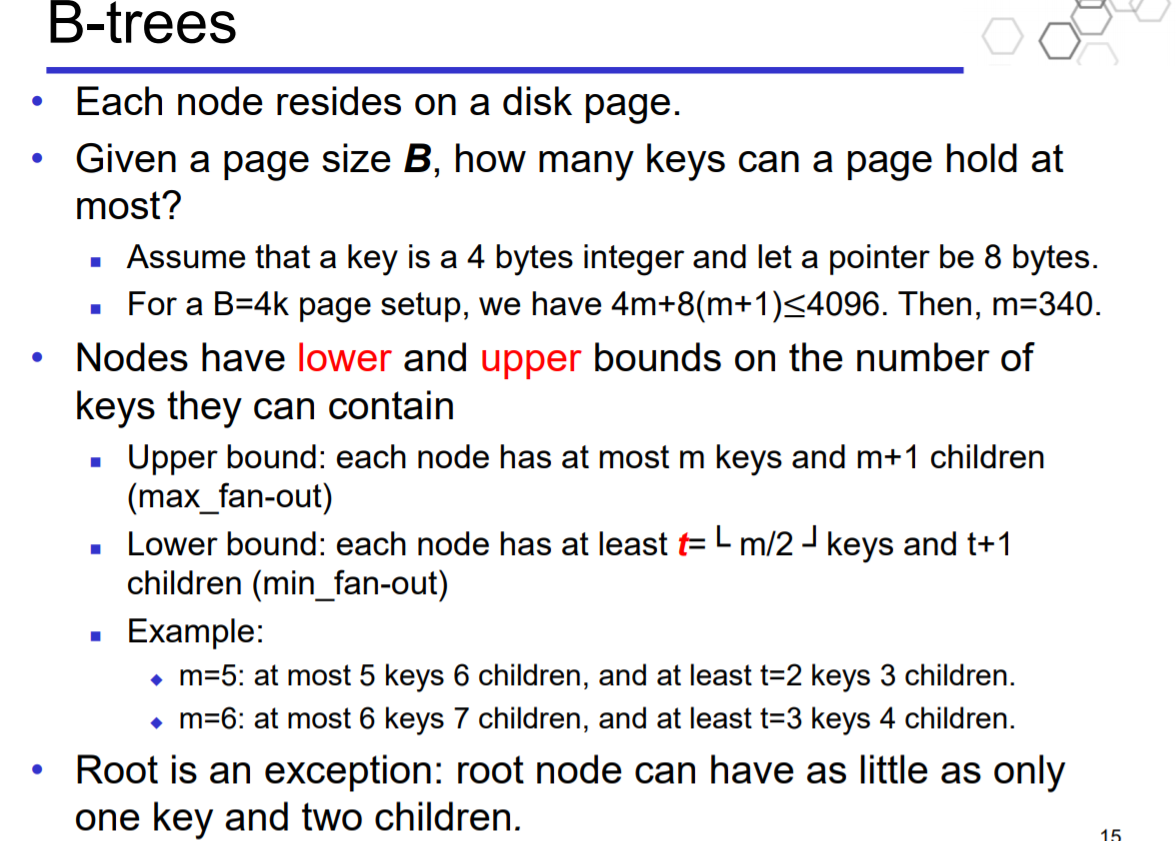 B-trees
• Each node resides on a disk page.
• Given a page size B, how many keys can a page hold at
most?
▪ Assume that a key is a 4 bytes integer and let a pointer be 8 bytes.
▪ For a B=4k page setup, we have 4m+8(m+1)≤4096. Then, m=340.
• Nodes have lower and upper bounds on the number of
keys they can contain
▪ Upper bound: each node has at most m keys and m+1 children
(max_fan-out)
▪ Lower bound: each node has at least t= └ m/2 ┘ keys and t+1
children (min_fan-out)
▪ Example:
◆ m=5: at most 5 keys 6 children, and at least t=2 keys 3 children.
◆ m=6: at most 6 keys 7 children, and at least t=3 keys 4 children.
• Root is an exception: root node can have as little as only
one key and two children.
15